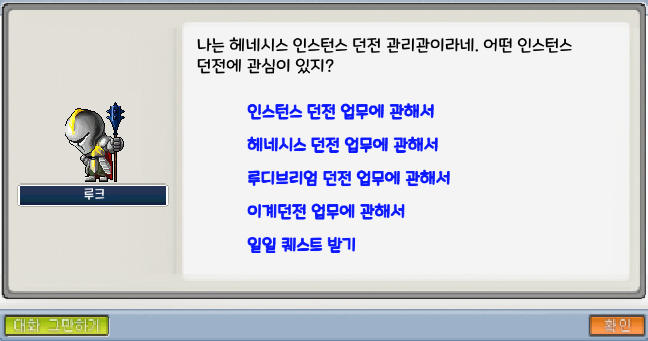 나는 헤네시스 인스턴스 던전 관리관이라네. 어떤 인스턴스
던전에 관심이 있지?
인스턴스 던전 업무에 관해서
헤네시스 던전 업무에 관해서
루디브리엄 던전 업무에 관해서
이계던전 업무에 관해서
일일 퀘스트 받기
루크
대화 그만하기
확인